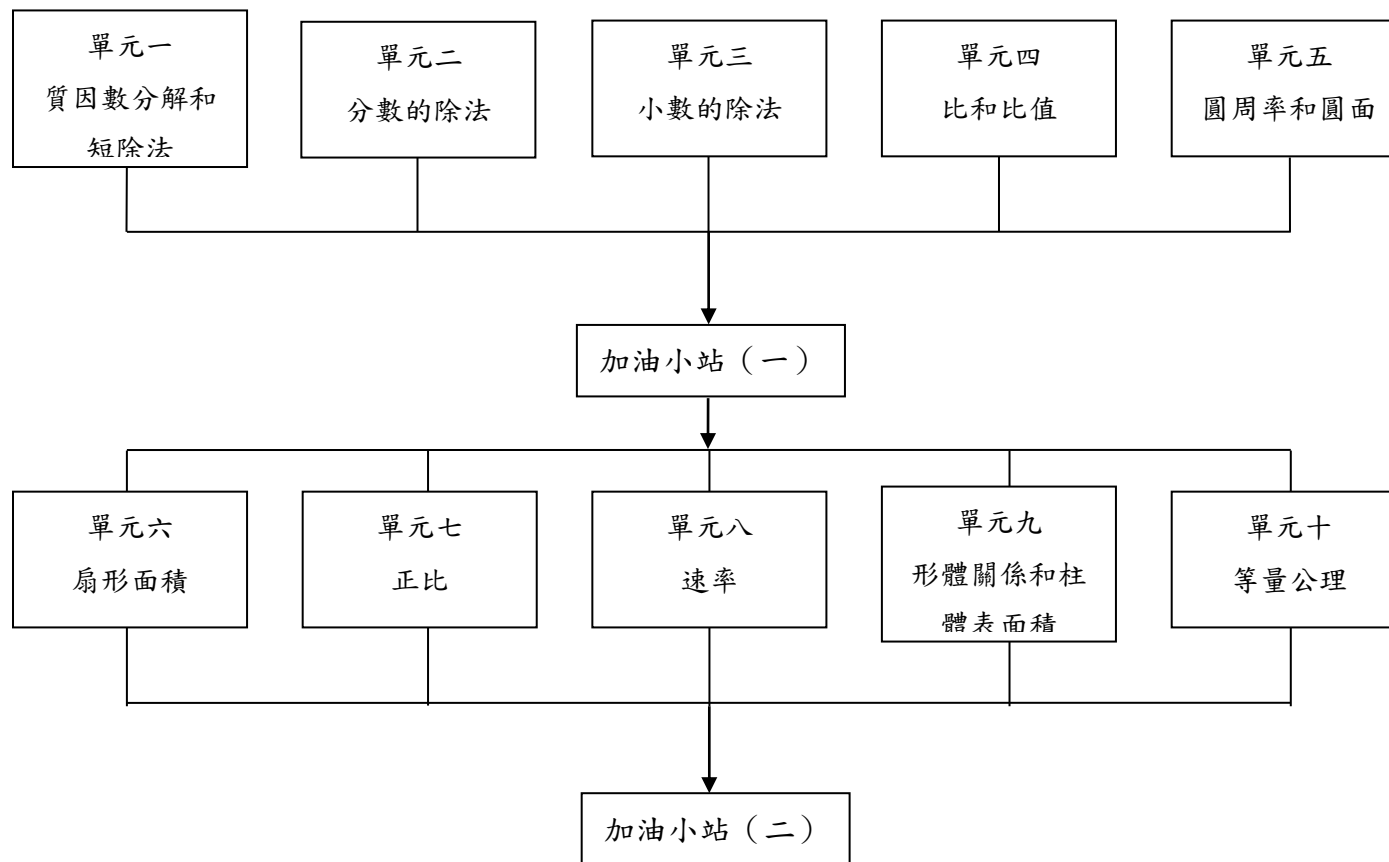 單元一
質因數分解和
短除法
單元二
分數的除法
單元三
小數的除法
單元四
比和比值
單元五
圓周率和圓面
加油小站（一）
單元六
扇形面積
單元七
正比
單元八
速率
單元九
形體關係和柱
體表面積
單元十
等量公理
加油小站（二）